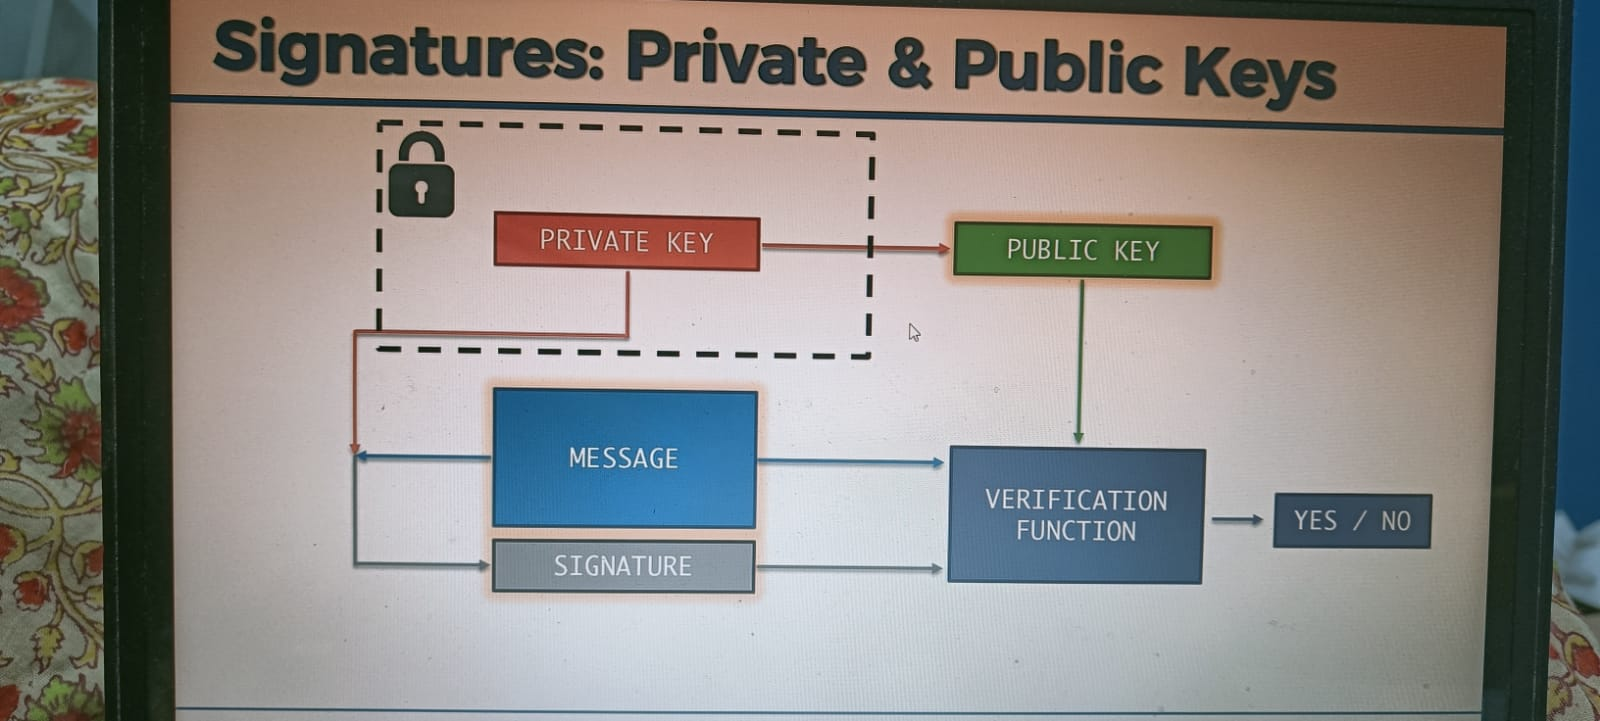 Signatures: Private & Public Keys
PRIVATE KEY
PUBLIC KEY
MESSAGE
VERIFICATION
FUNCTION
YES / NO
SIGNATURE